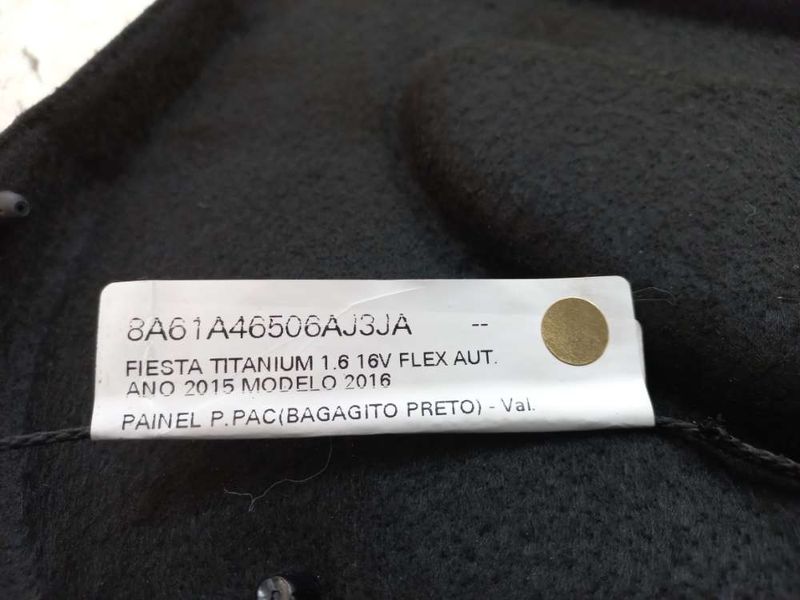 8A61A46506AJ3JA --
FIESTA TITANIUM 1.6 16V FLEX AUT.
ANO 2015 MODELO 2016
PAINEL P.PAC(BAGAGITO PRETO) - Val.